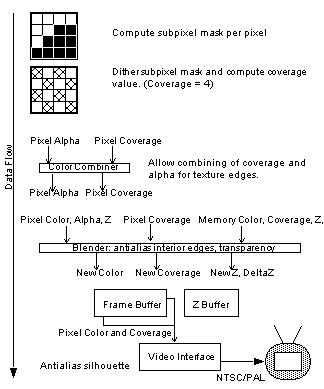 Compute subpixel mask per pixel
Dither subpixel mask and compute coverage
value. (Coverage = 4)
Data Flow
Pixel Alpha Pixel Coverage
Color Combiner
Allow combining of coverage and
alpha for texture edges.
Pixel Alpha Pixel Coverage
Pixel Color, Alpha, Z Pixel Coverage Memory Color, Coverage, Z,
Blender: antialias interior edges, transparency
New Color New Coverage New Z, DeltaZ
Frame Buffer Z Buffer
Pixel Color and Coverage
Antialias silhouette Video Interface
NTSC/PAL